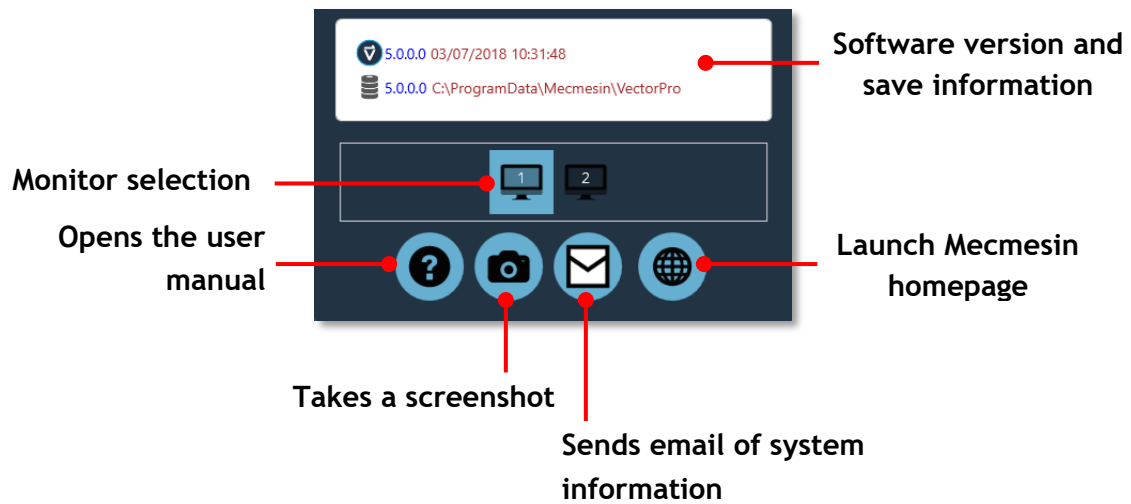 5.0.0.0 03/07/2018 10:31:48
5.0.0.0 C:\ProgramData\Mecmesin\VectorPro
Software version and
save information
Monitor selection
1
2
Opens the user
manual
?
Launch Mecmesin
homepage
Takes a screenshot
Sends email of system
information